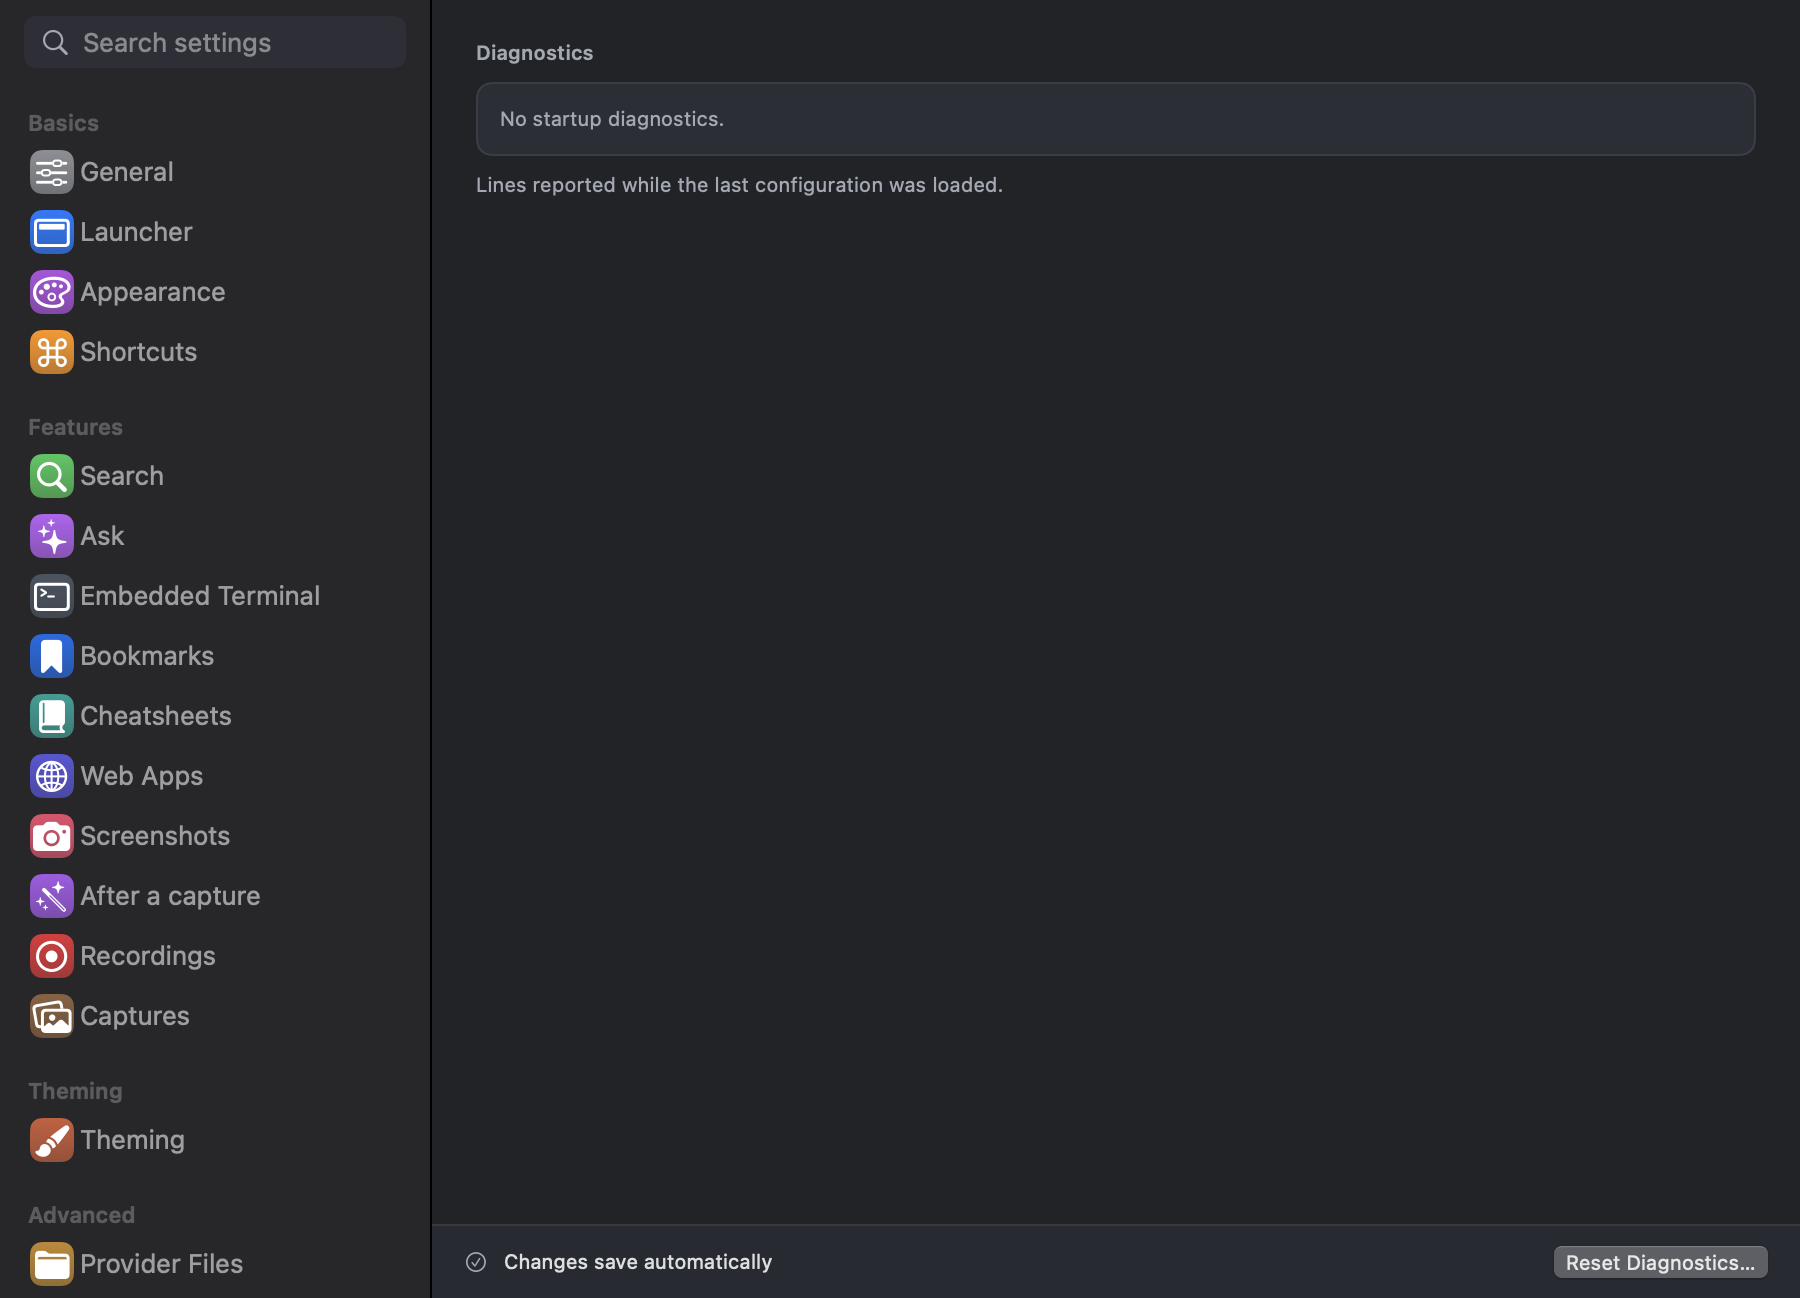 Search settings
Basics
General
Launcher
Appearance
Shortcuts
Features
Search
Ask
Embedded Terminal
Bookmarks
Cheatsheets
Web Apps
Screenshots
After a capture
Recordings
Captures
Theming
Theming
Advanced
Provider Files
Diagnostics
No startup diagnostics.
Lines reported while the last configuration was loaded.
Changes save automatically
Reset Diagnostics...